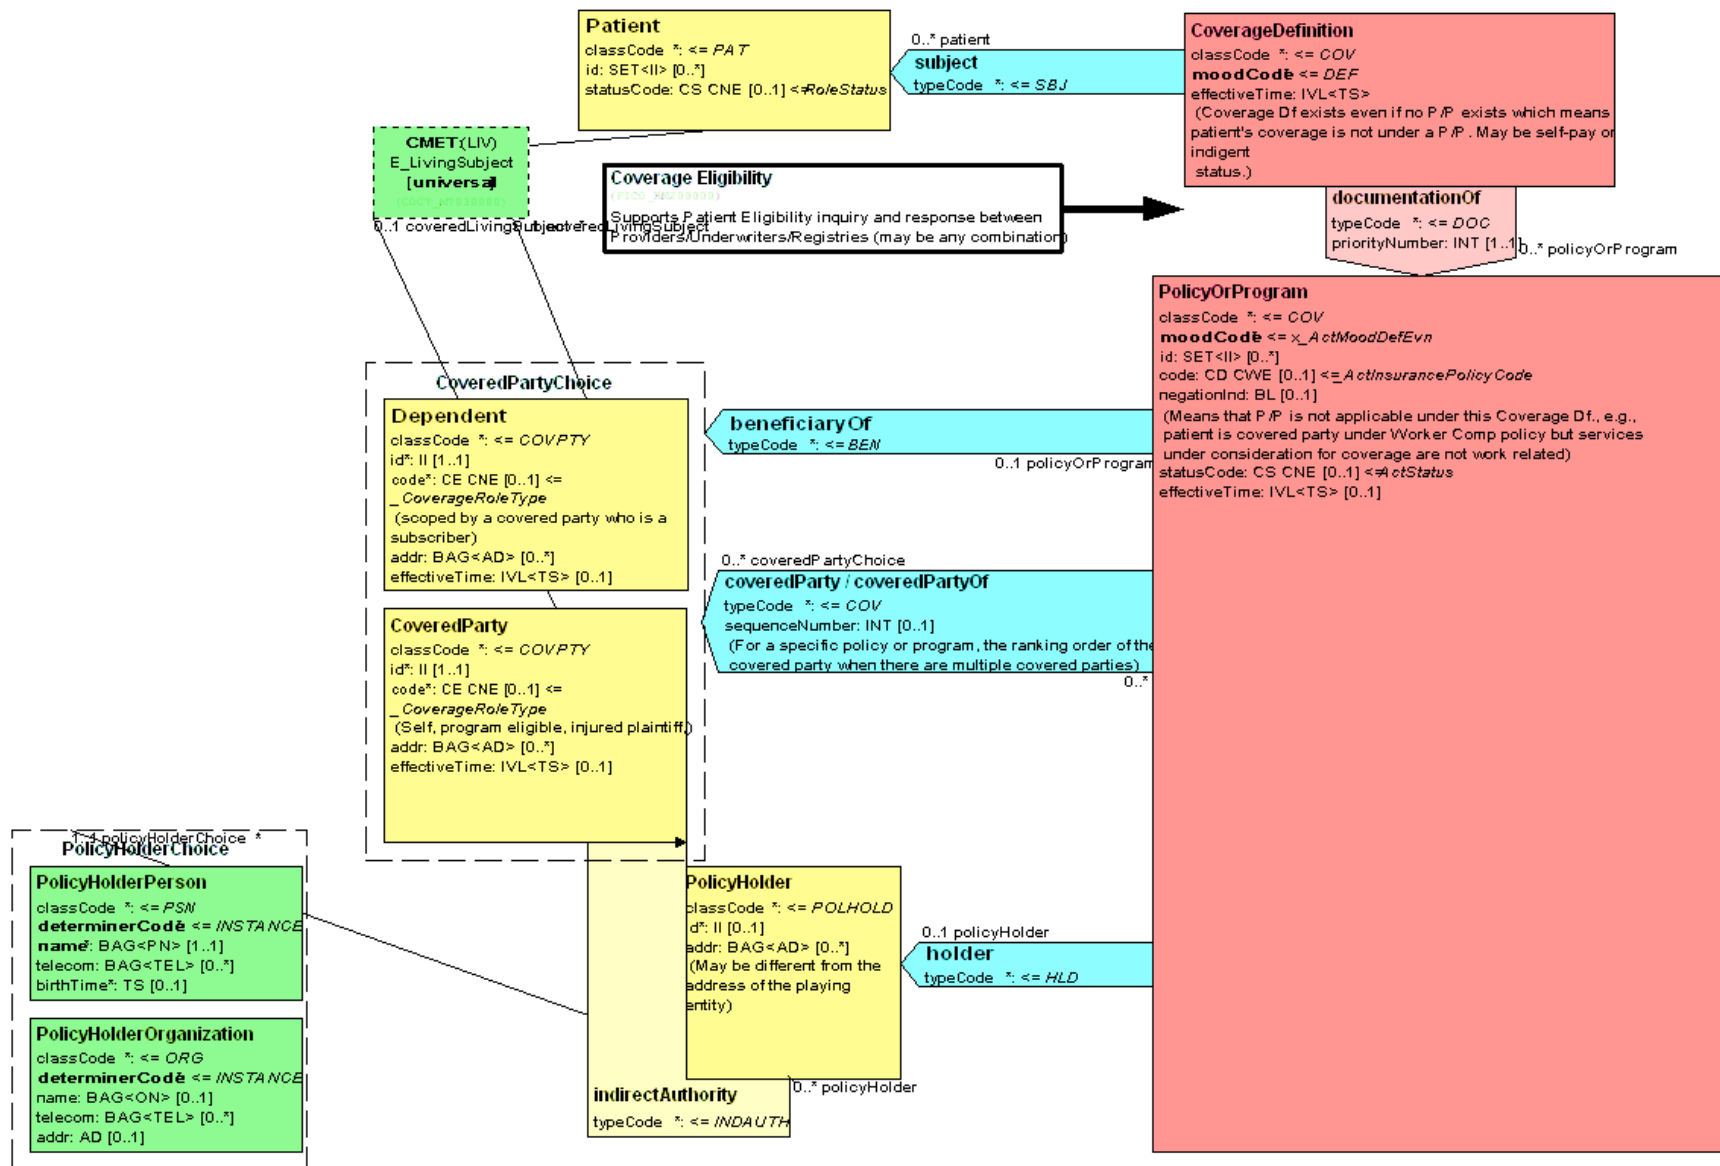 Patient
classCode *: <= PAT
id: SET<II> [0..*]
statusCode: CS CNE [0..1] <=RoleStatus
0..* patient
subject
typeCode *: <= SBJ
CoverageDefinition
classCode *: <= COV
moodCode* <= DEF
effectiveTime: IVL<TS>
(Coverage Df exists even if no P/P exists which means
patient's coverage is not under a P/P. May be self-pay or
indigent
status.)
CMET:(LIV)
E_LivingSubject
[universal]
0..1 coveredLivingSubject
coveredLivingSubject
Coverage Eligibility
Supports Patient Eligibility inquiry and response between
Providers/Underwriters/Registries (may be any combination)
documentationOf
typeCode *: <= DOC
priorityNumber: INT [1..1]
0..* policyOrProgram
PolicyOrProgram
classCode *: <= COV
moodCode* <= x_ActMoodDefEvn
id: SET<II> [0..*]
code: CD CWE [0..1] <=_ActInsurancePolicyCode
negationInd: BL [0..1]
(Means that P/P is not applicable under this Coverage Df., e.g.,
patient is covered party under Worker Comp policy but services
under consideration for coverage are not work related)
statusCode: CS CNE [0..1] <=ActStatus
effectiveTime: IVL<TS> [0..1]
CoveredPartyChoice
Dependent
classCode *: <= COVPTY
id*: II [1..1]
code*: CE CNE [0..1] <=
_CoverageRoleType
(scoped by a covered party who is a
subscriber)
addr: BAG<AD> [0..*]
effectiveTime: IVL<TS> [0..1]
beneficiaryOf
typeCode *: <= BEN
0..1 policyOrProgram
0..* coveredPartyChoice
coveredParty / coveredPartyOf
typeCode *: <= COV
sequenceNumber: INT [0..1]
(For a specific policy or program, the ranking order of the
covered party when there are multiple covered parties)
0..*
CoveredParty
classCode *: <= COVPTY
id*: II [1..1]
code*: CE CNE [0..1] <=
_CoverageRoleType
(Self, program eligible, injured plaintiff,)
addr: BAG<AD> [0..*]
effectiveTime: IVL<TS> [0..1]
1..1 policyHolderChoice *
PolicyHolderChoice
PolicyHolderPerson
classCode *: <= PSN
determinerCode* <= INSTANCE
name*: BAG<PN> [1..1]
telecom: BAG<TEL> [0..*]
birthTime*: TS [0..1]
PolicyHolderOrganization
classCode *: <= ORG
determinerCode* <= INSTANCE
name: BAG<ON> [0..1]
telecom: BAG<TEL> [0..*]
addr: AD [0..1]
PolicyHolder
classCode *: <= POLHOLD
id*: II [0..1]
addr: BAG<AD> [0..*]
(May be different from the
address of the playing
entity)
0..1 policyHolder
holder
typeCode *: <= HLD
0..* policyHolder
indirectAuthority
typeCode *: <= INDAUTH